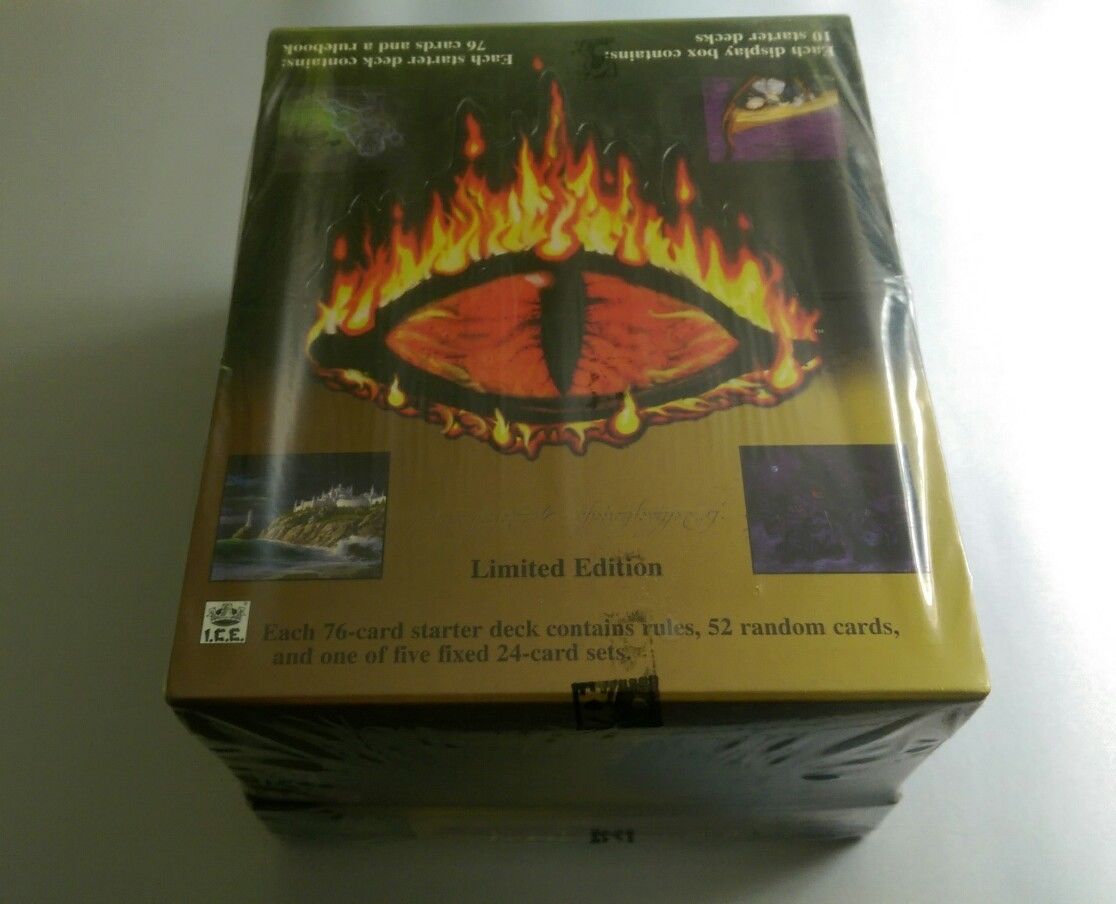 Each starter deck contains:
76 cards and a rulebook
Each display box contains:
10 starter decks
Limited Edition
I.C.E.
Each 76-card starter deck contains rules, 52 random cards,
and one of five fixed 24-card sets.